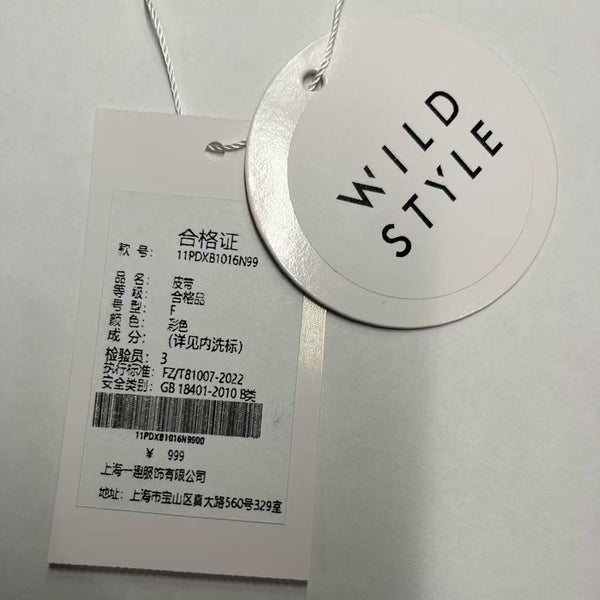 WILD
STYLE
合格证
款 号： 11PDXB1016N99
品 名： 皮带
等 级： 合格品
号 型： F
颜 色： 彩色
成 分： (详见内洗标)
检验员： 3
执行标准： FZ/T81007-2022
安全类别： GB 18401-2010 B类
11PDXB1016N9900
¥ 999
上海一趣服饰有限公司
地址： 上海市宝山区真大路560号329室